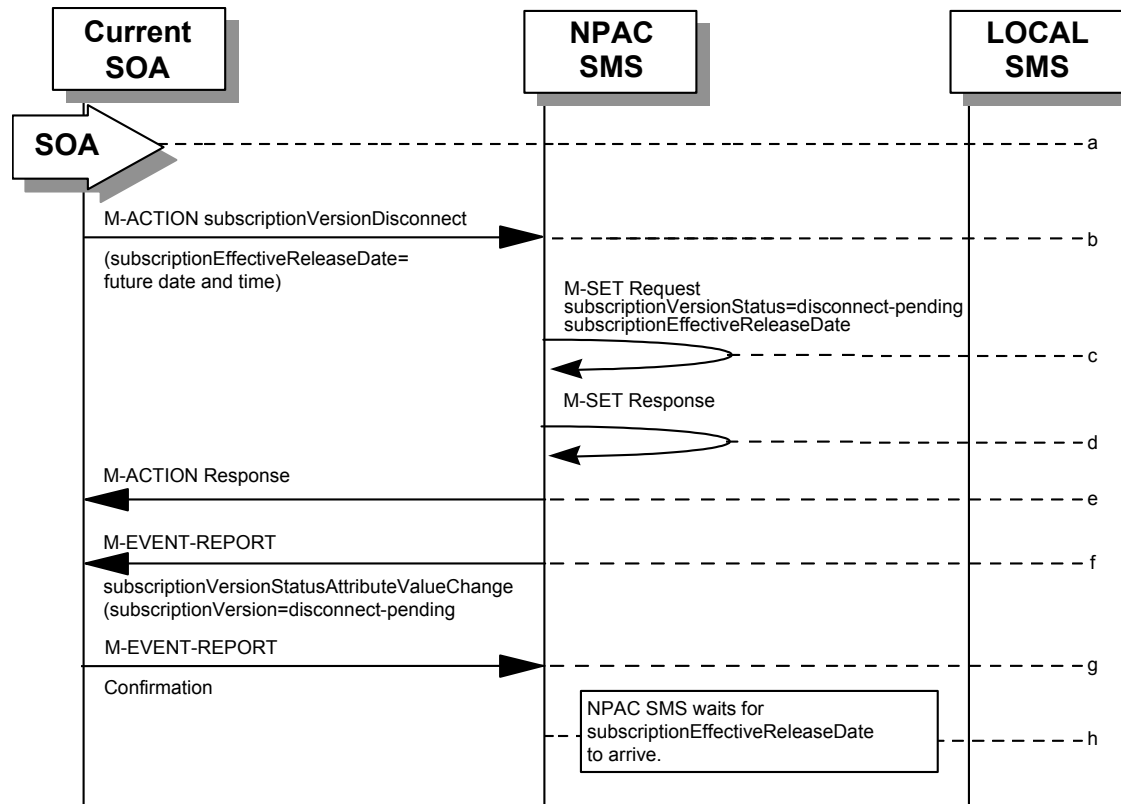 Current
SOA
NPAC
SMS
LOCAL
SMS
SOA
a
M-ACTION subscriptionVersionDisconnect
b
(subscriptionEffectiveReleaseDate=
future date and time)
M-SET Request
subscriptionVersionStatus=disconnect-pending
subscriptionEffectiveReleaseDate
c
M-SET Response
d
M-ACTION Response
e
M-EVENT-REPORT
f
subscriptionVersionStatusAttributeValueChange
(subscriptionVersion=disconnect-pending
M-EVENT-REPORT
g
Confirmation
NPAC SMS waits for
subscriptionEffectiveReleaseDate
to arrive.
h